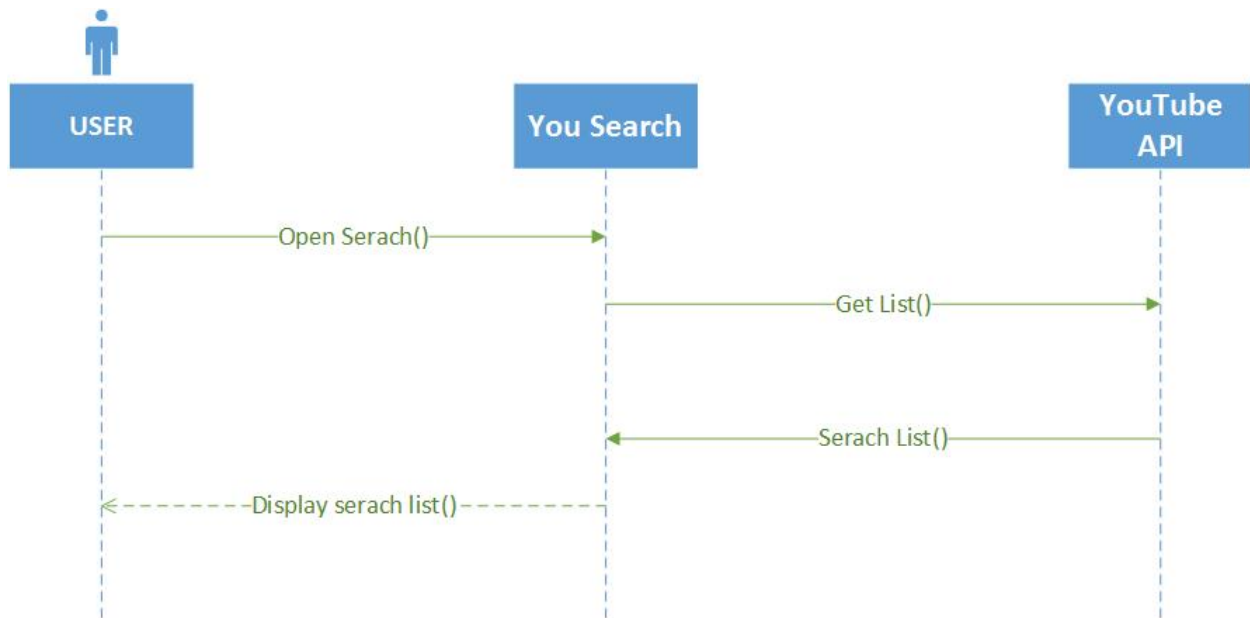 USER
You Search
YouTube
API
Open Serach()
Get List()
Serach List()
Display serach list()